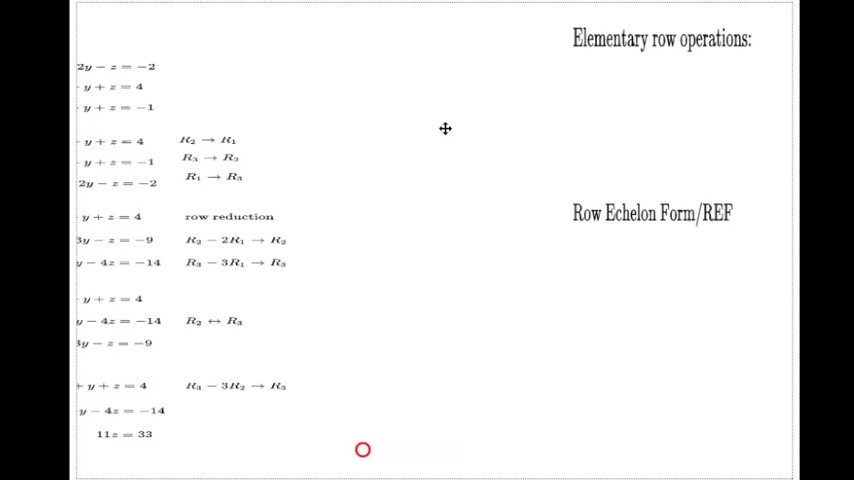 Elementary row operations:
2y − z = −2
y + z = 4
y + z = −1
y + z = 4 R₂ → R₁
y + z = −1 R₃ → R₂
2y − z = −2 R₁ → R₃
y + z = 4 row reduction
Row Echelon Form/REF
3y − z = −9 R₂ − 2R₁ → R₂
y − 4z = −14 R₃ − 3R₁ → R₃
y + z = 4
y − 4z = −14 R₂ ↔ R₃
3y − z = −9
+ y + z = 4 R₃ − 3R₂ → R₃
y − 4z = −14
11z = 33